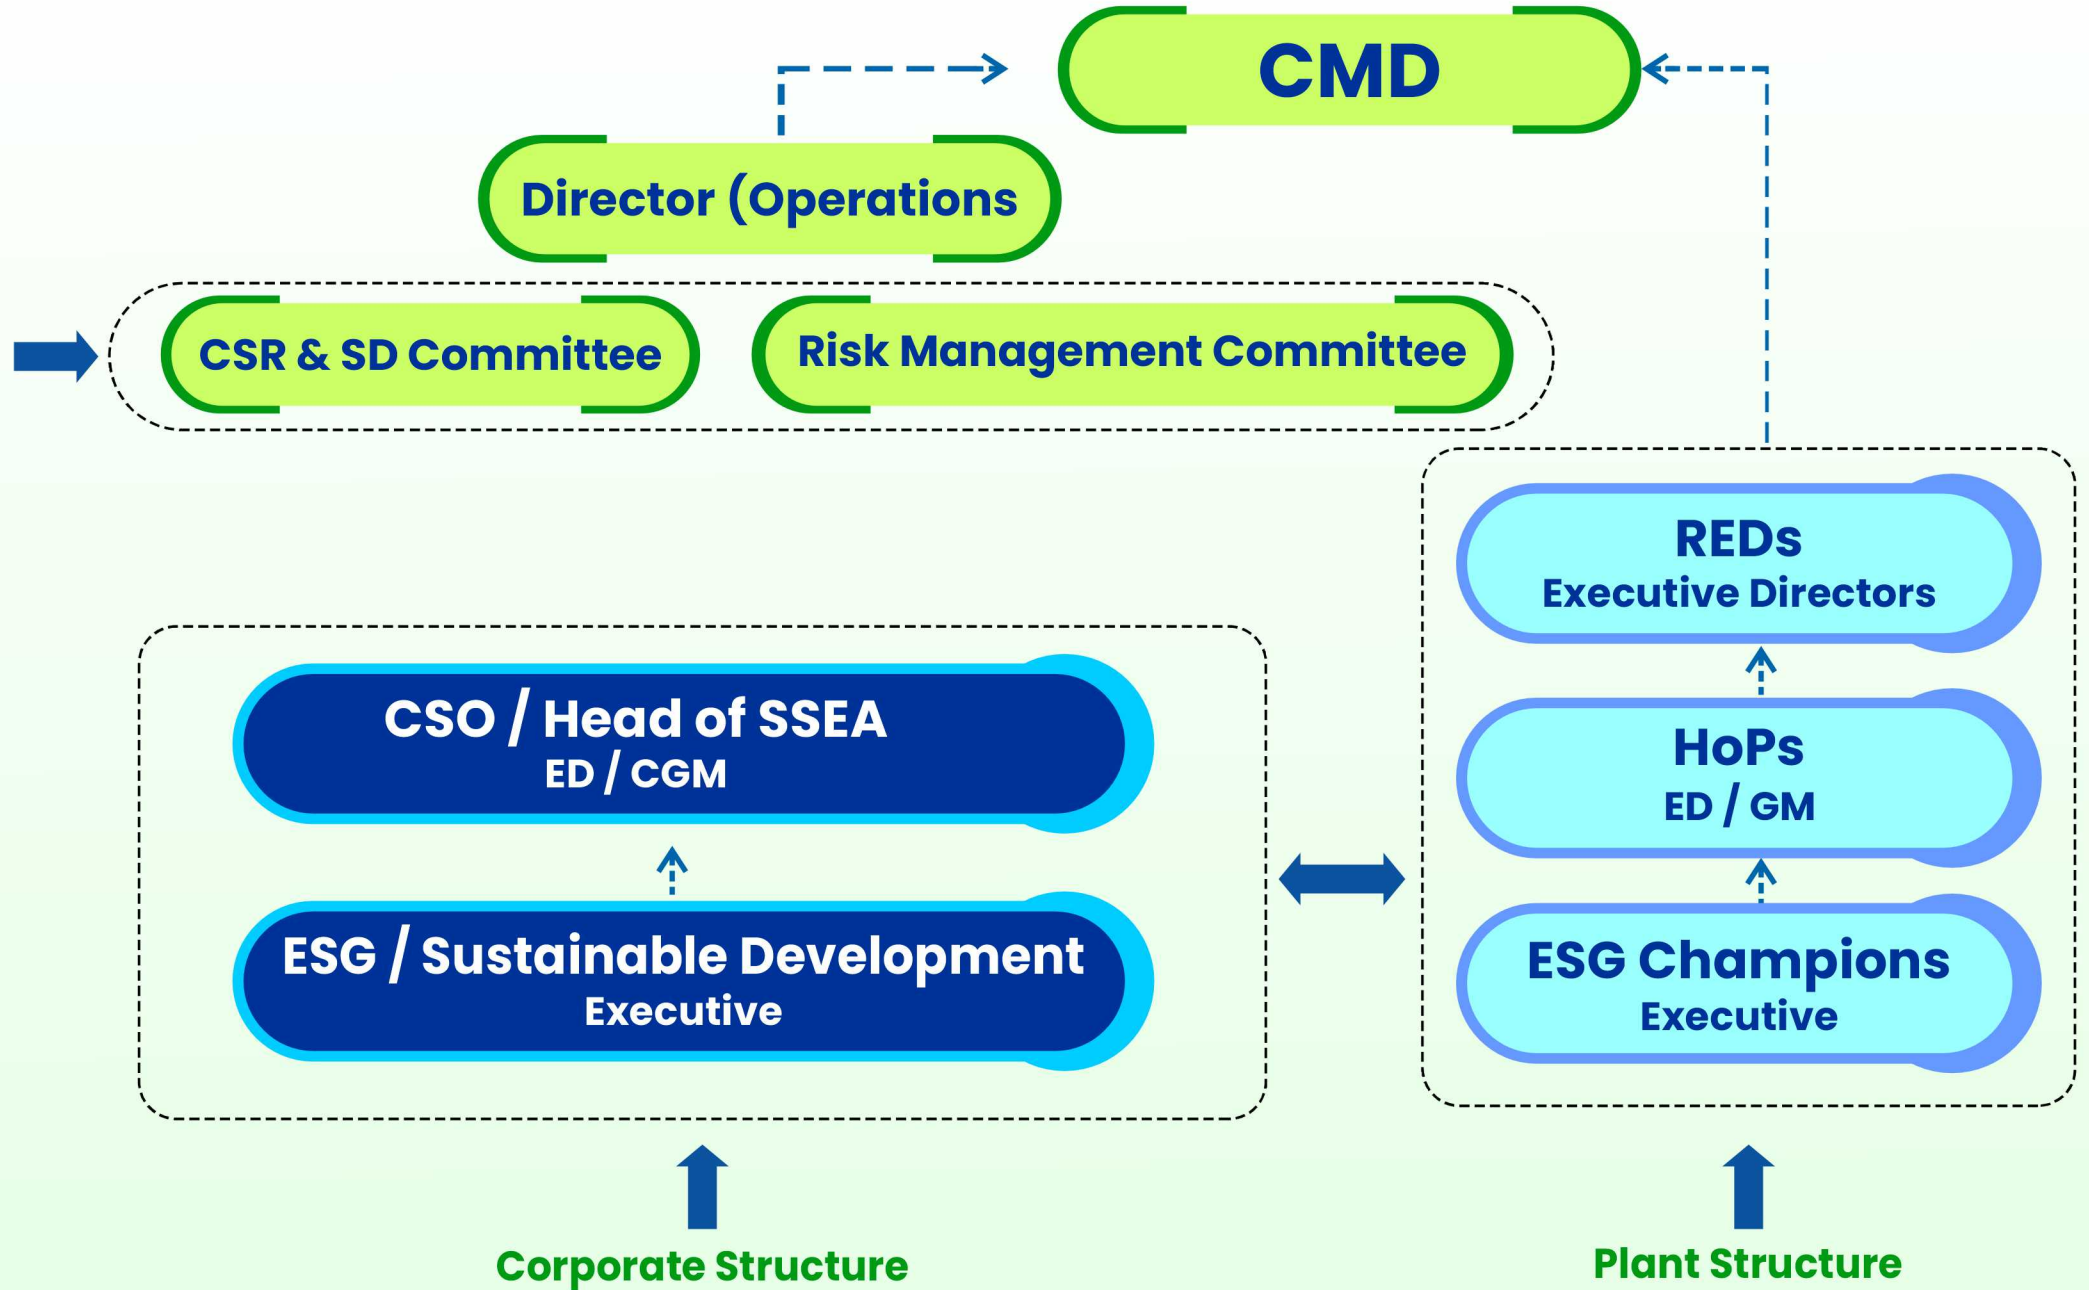 CMD
Director (Operations
CSR & SD Committee
Risk Management Committee
REDs
Executive Directors
HoPs
ED / GM
ESG Champions
Executive
CSO / Head of SSEA
ED / CGM
ESG / Sustainable Development
Executive
Corporate Structure
Plant Structure